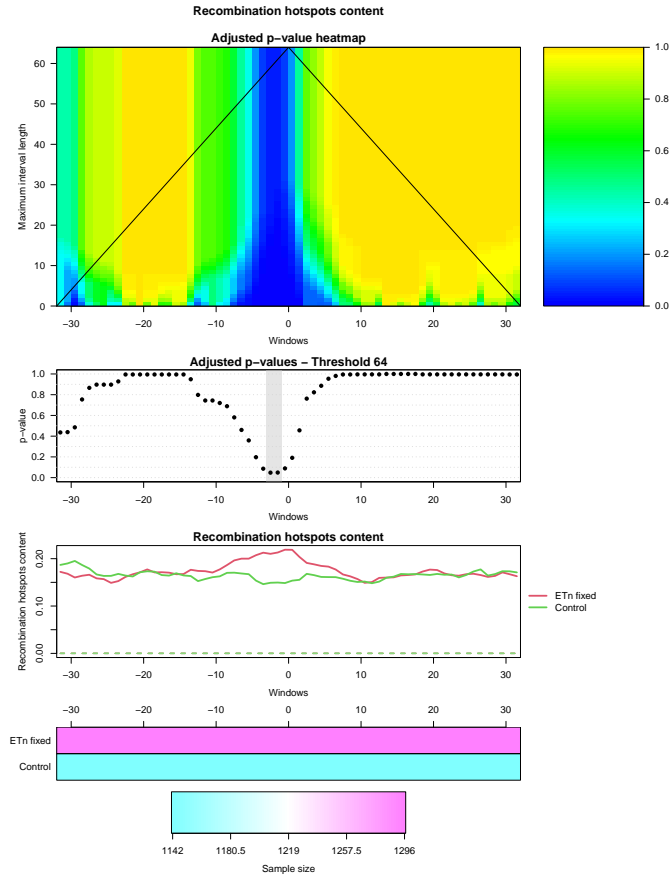 Recombination hotspots content
Adjusted p−value heatmap
Maximum interval length
60
50
40
30
20
10
0
1.0
0.8
0.6
0.4
0.2
0.0
−30 −20 −10 0 10 20 30
Windows
Adjusted p−values − Threshold 64
p−value
1.0
0.8
0.6
0.4
0.2
0.0
−30 −20 −10 0 10 20 30
Windows
Recombination hotspots content
Recombination hotspots content
0.20
0.10
0.00
ETn fixed
Control
−30 −20 −10 0 10 20 30
Windows
−30 −20 −10 0 10 20 30
ETn fixed
Control
1142 1180.5 1219 1257.5 1296
Sample size